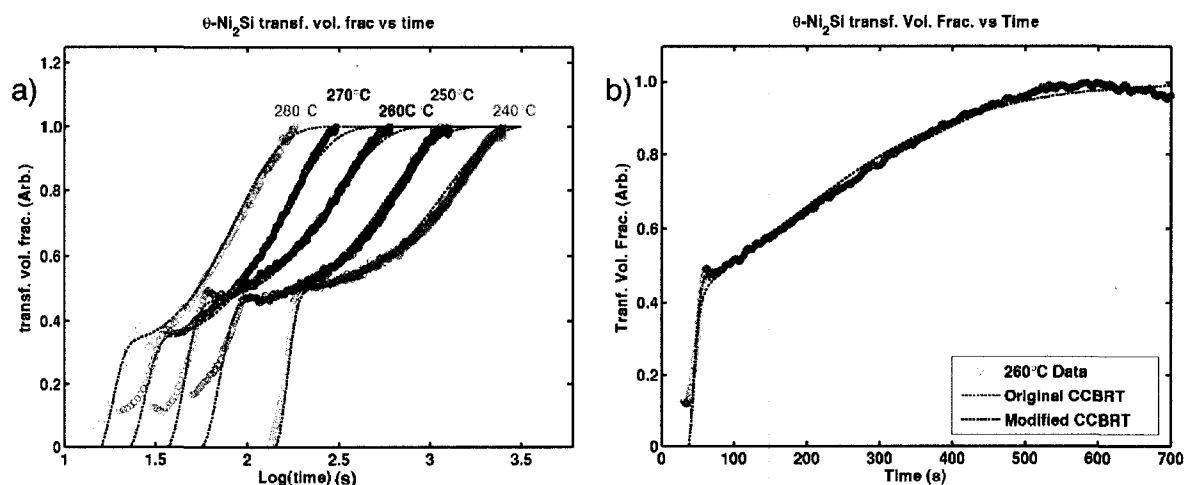 θ-Ni2Si transf. vol. frac vs time
a)
transf. vol. frac. (Arb.)
1.2
1.0
0.8
0.6
0.4
0.2
0
280°C
270°C
260C°C
250°C
240°C
1
1.5
2
2.5
3
3.5
Log(time) (s)
θ-Ni2Si transf. Vol. Frac. vs Time
b)
Tranf. Vol. Frac. (Arb.)
1.0
0.8
0.6
0.4
0.2
0
260°C Data
Original CCBRT
Modified CCBRT
0
100
200
300
400
500
600
700
Time (s)